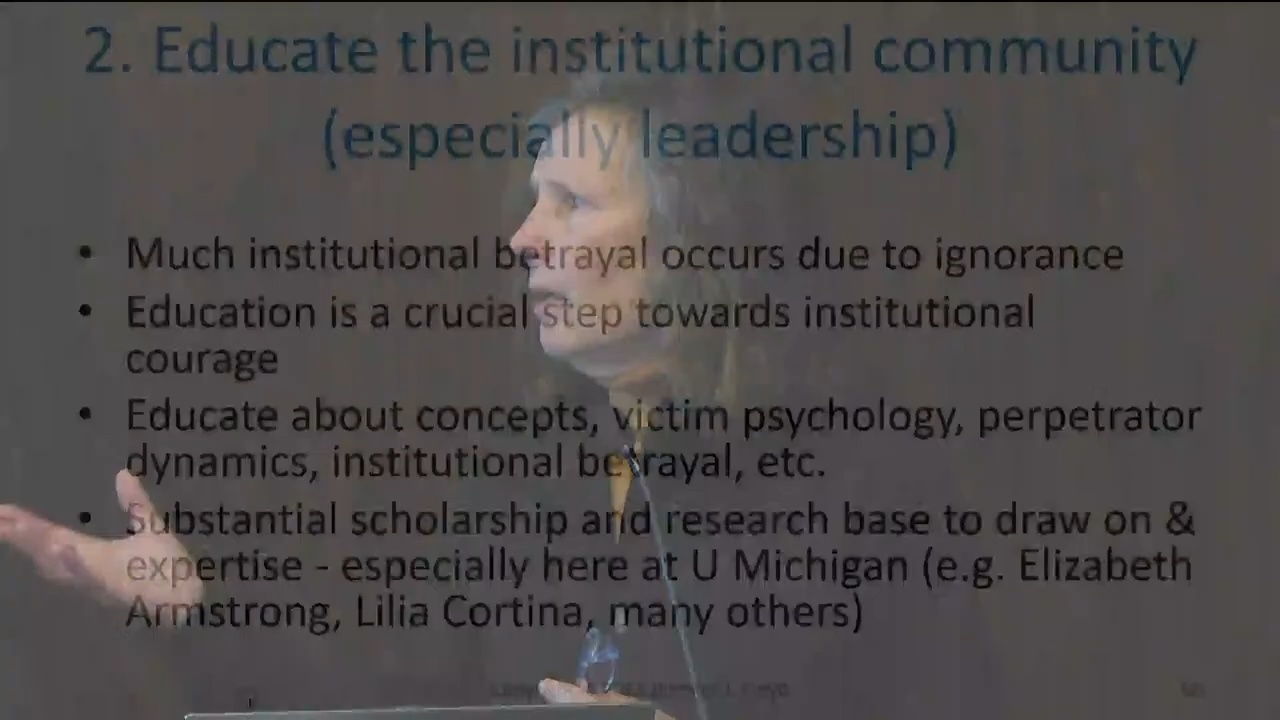 2. Educate the institutional community
(especially leadership)
• Much institutional betrayal occurs due to ignorance
• Education is a crucial step towards institutional
courage
• Educate about concepts, victim psychology, perpetrator
dynamics, institutional betrayal, etc.
• Substantial scholarship and research base to draw on &
expertise - especially here at U Michigan (e.g. Elizabeth
Armstrong, Lilia Cortina, many others)